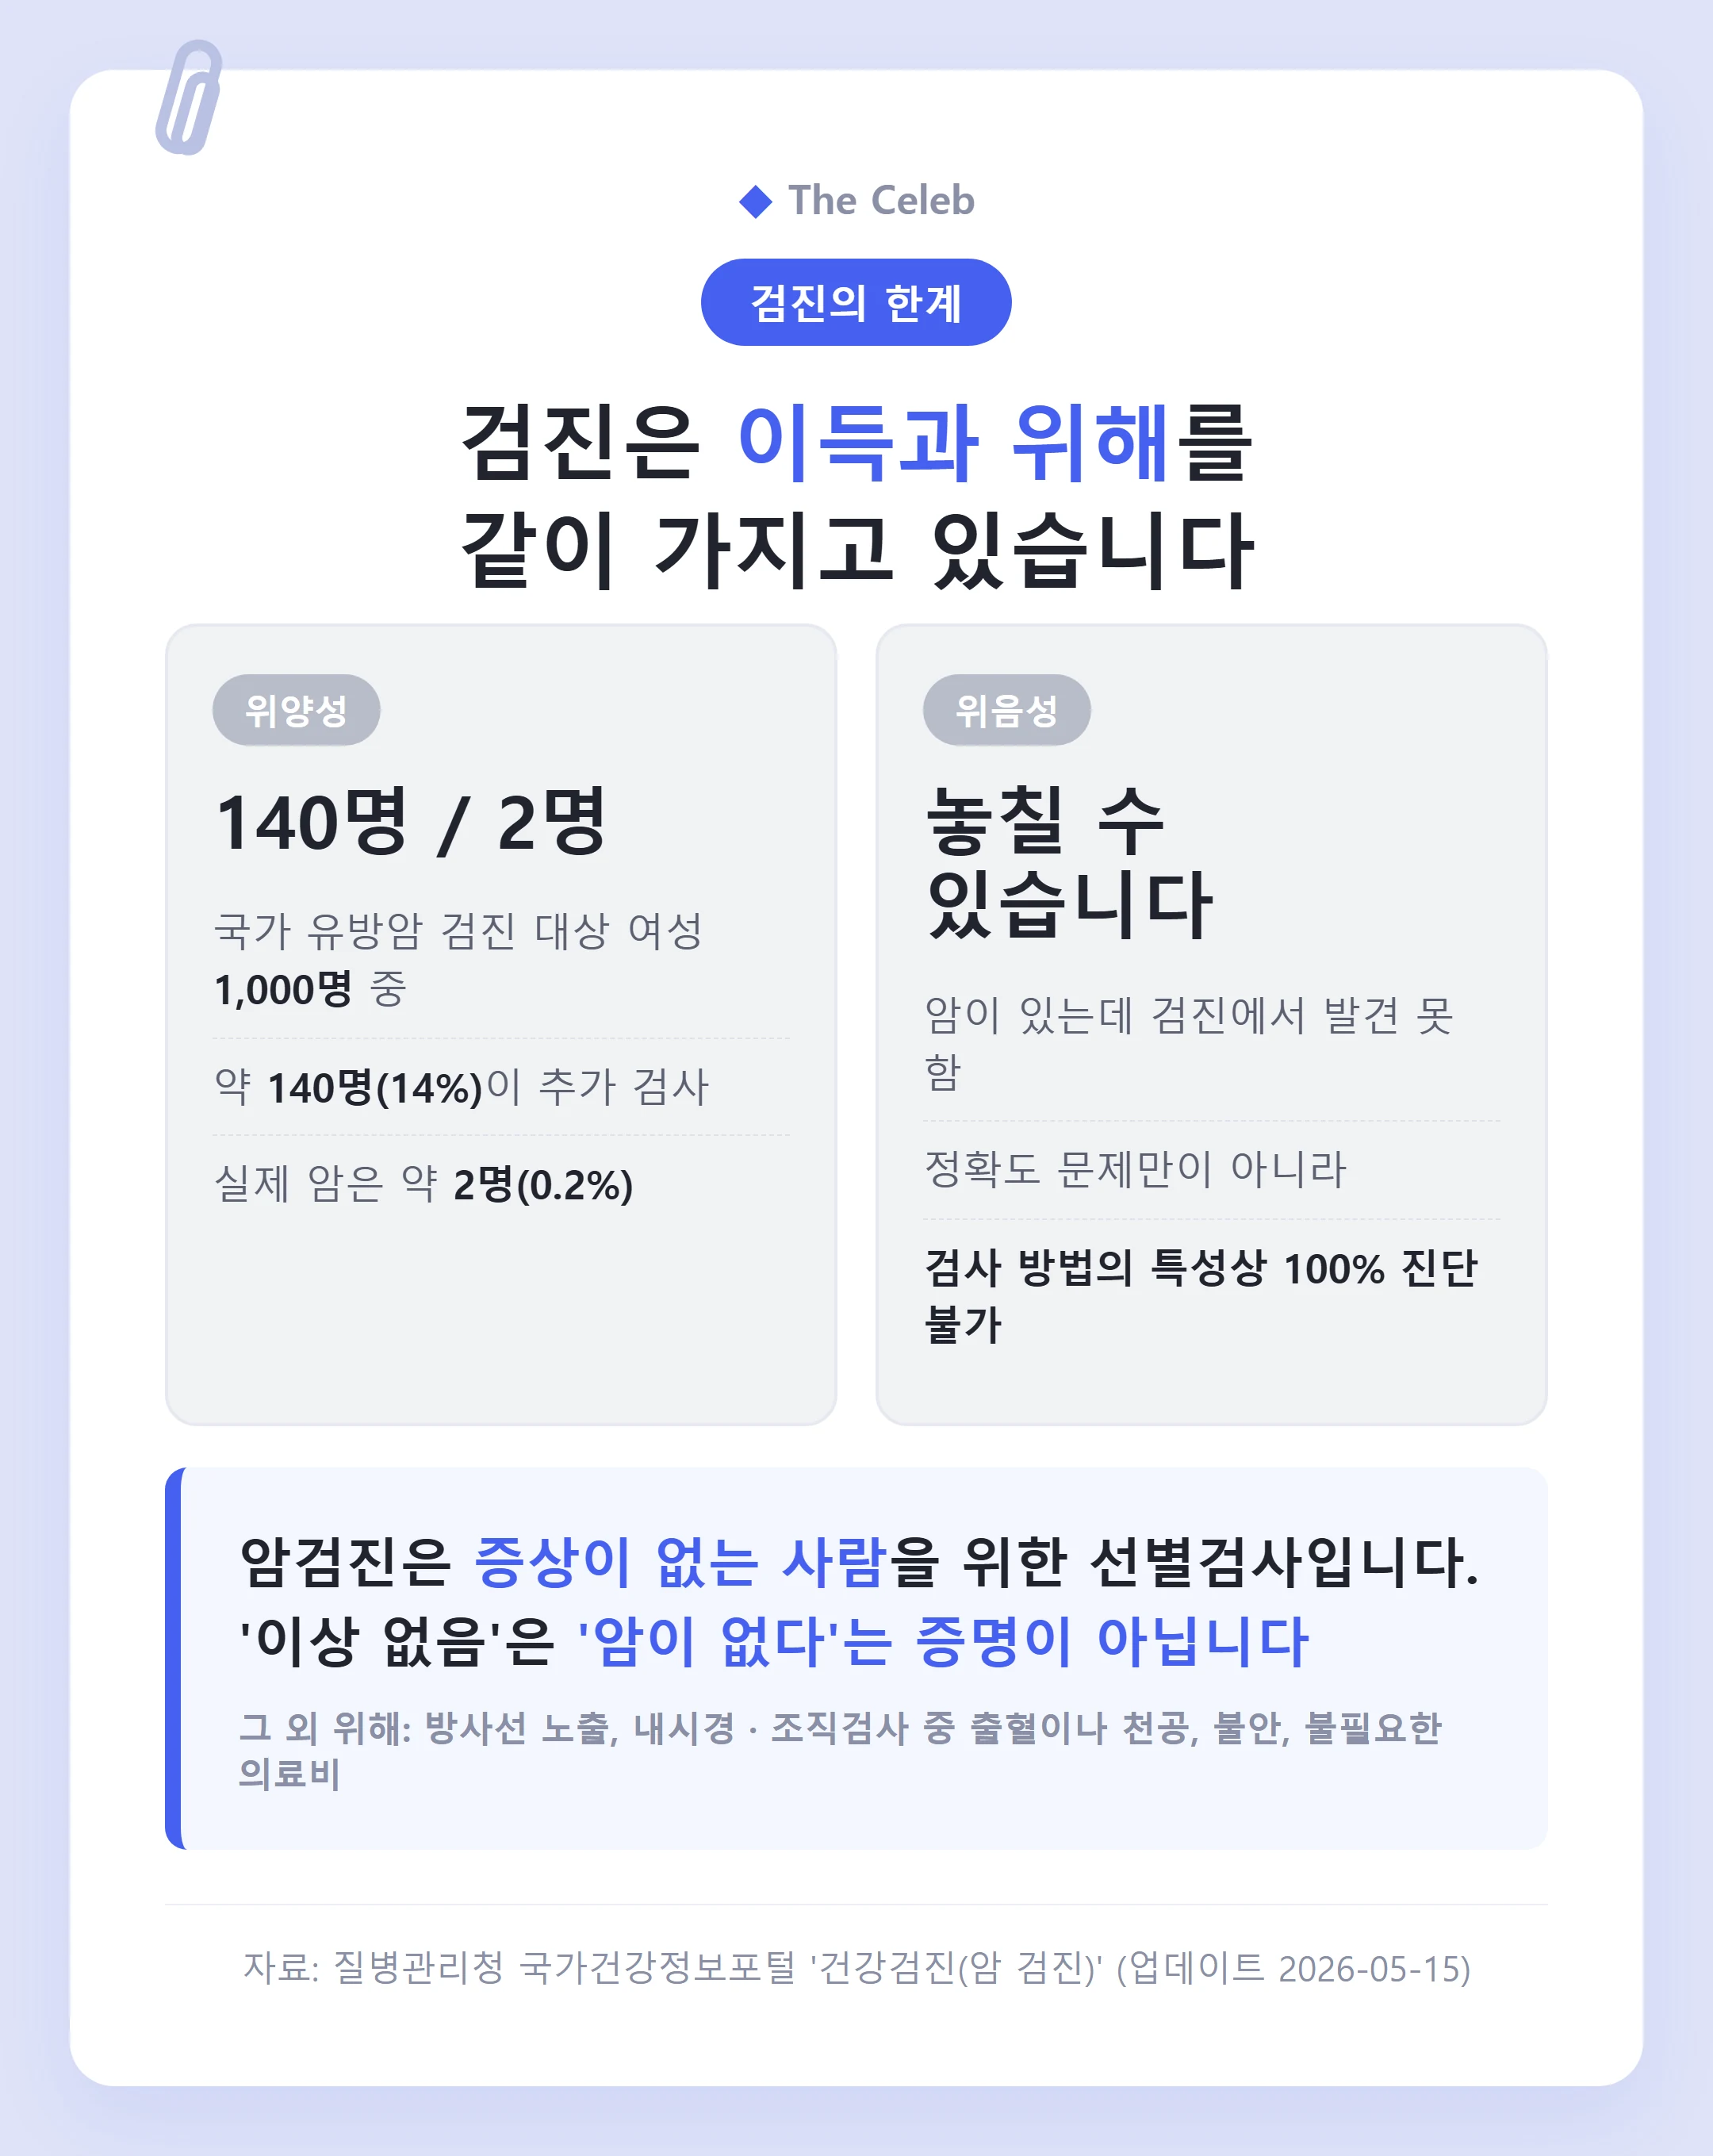 The Celeb
검진의 한계
검진은 이득과 위해를
같이 가지고 있습니다
위양성
140명 / 2명
국가 유방암 검진 대상 여성
1,000명 중
약 140명(14%)이 추가 검사
실제 암은 약 2명(0.2%)
위음성
놓칠 수
있습니다
암이 있는데 검진에서 발견 못
함
정확도 문제만이 아니라
검사 방법의 특성상 100% 진단
불가
암검진은 증상이 없는 사람을 위한 선별검사입니다.
'이상 없음'은 '암이 없다'는 증명이 아닙니다
그 외 위해: 방사선 노출, 내시경 · 조직검사 중 출혈이나 천공, 불안, 불필요한
의료비
자료: 질병관리청 국가건강정보포털 '건강검진(암 검진)' (업데이트 2026-05-15)